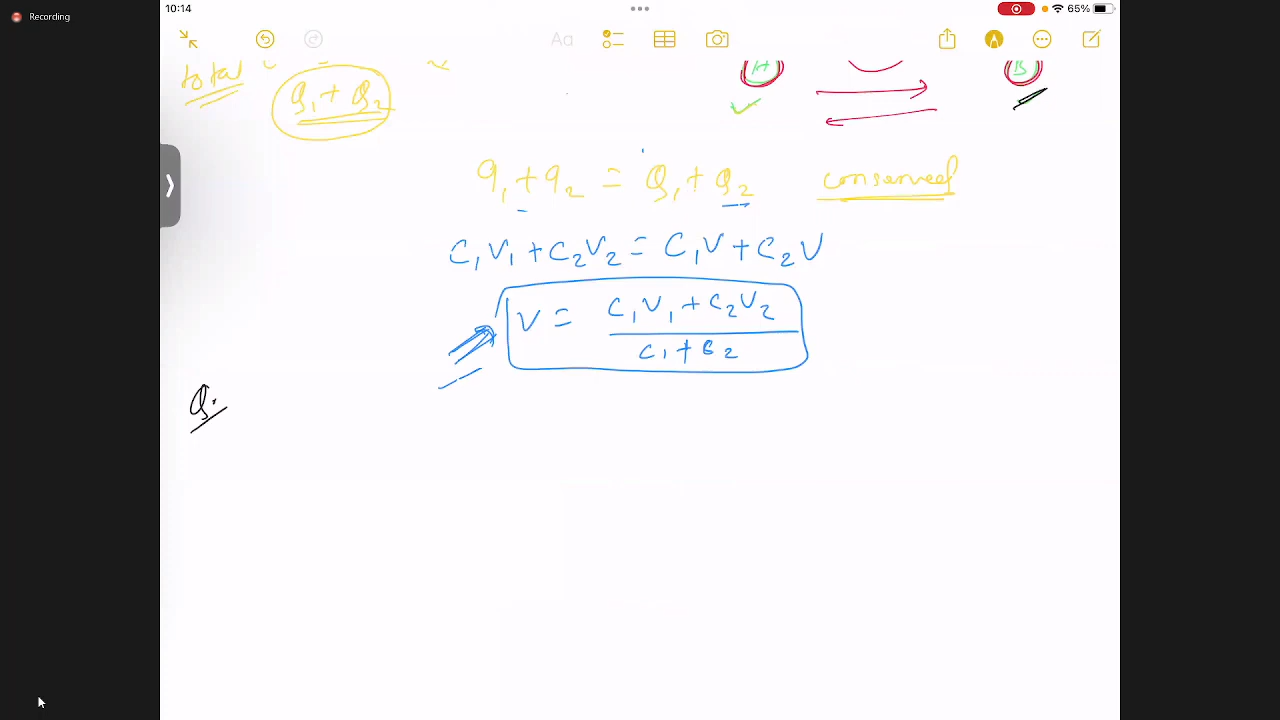 Recording
10:14
65%
Aa
total
Q₁ + Q₂
A
B
q₁ + q₂ = Q₁ + Q₂ conserved
C₁V₁ + C₂V₂ = C₁V + C₂V
V = C₁V₁ + C₂V₂
C₁ + C₂
Q.